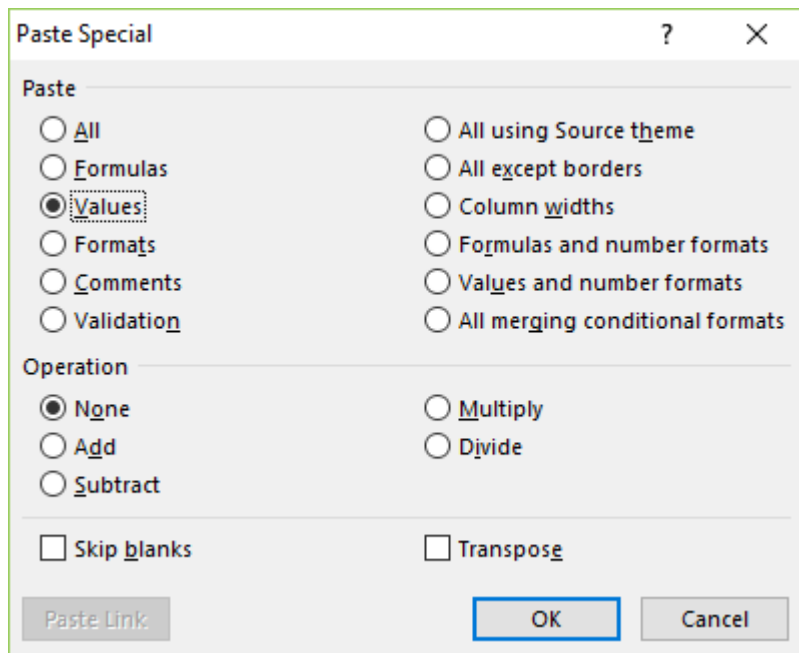 Paste Special ?
Paste
All
Formulas
Values
Formats
Comments
Validation
All using Source theme
All except borders
Column widths
Formulas and number formats
Values and number formats
All merging conditional formats
Operation
None
Add
Subtract
Multiply
Divide
Skip blanks
Transpose
Paste Link
OK
Cancel